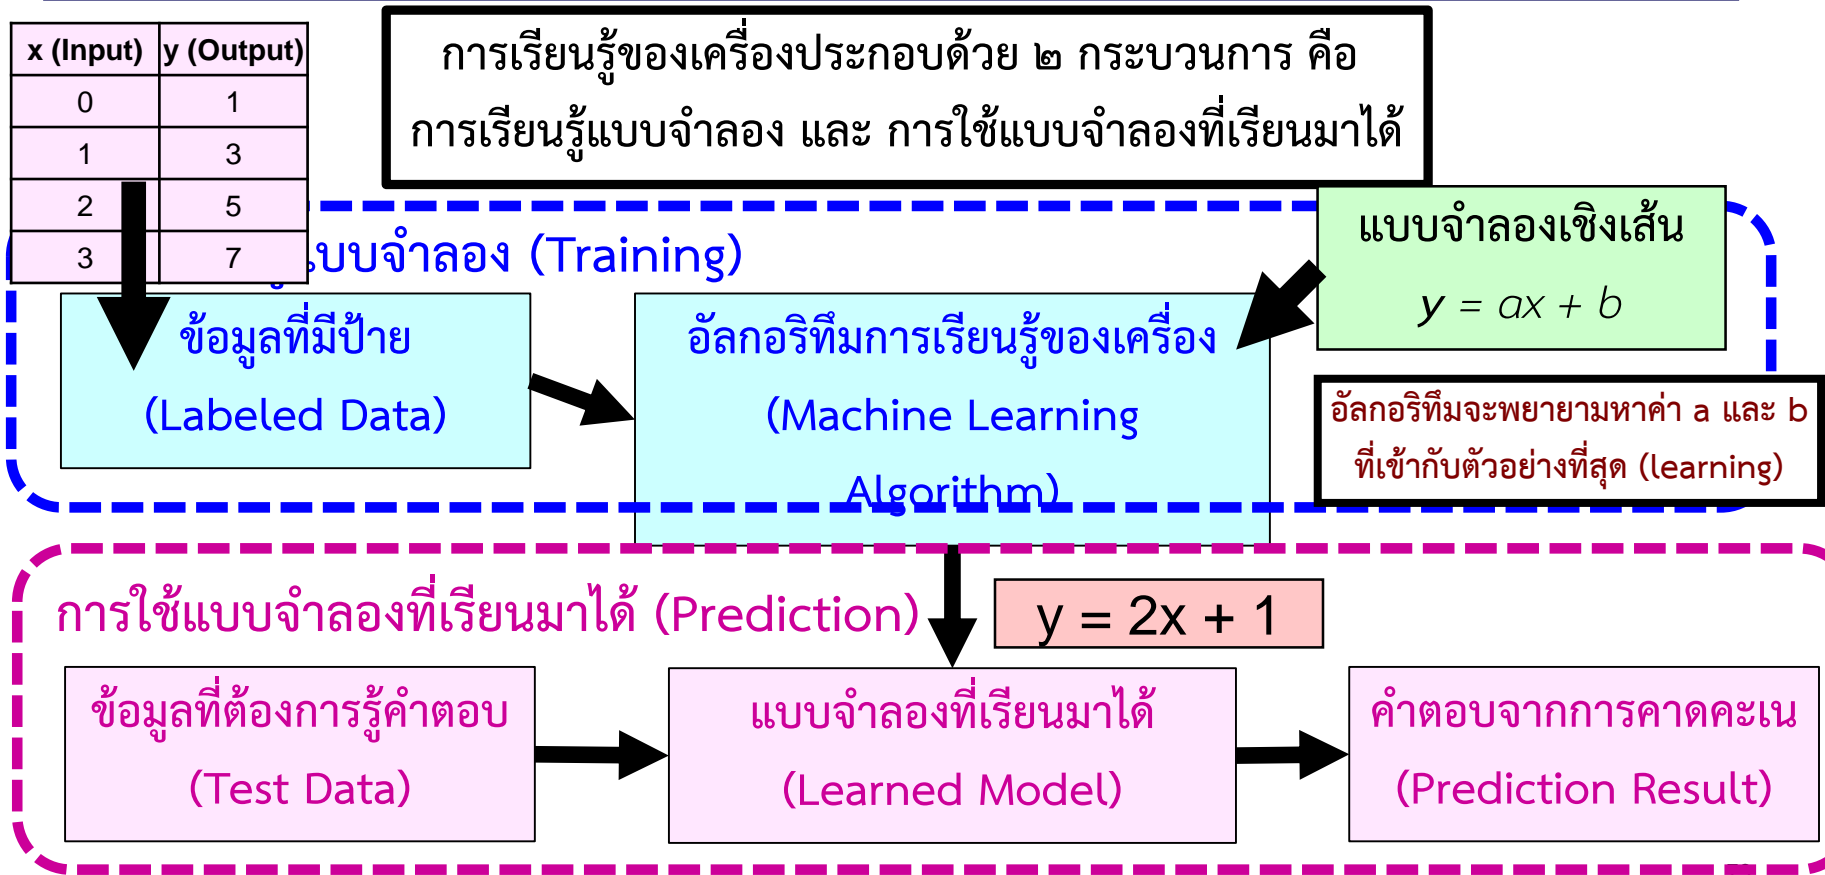 x (Input) y (Output)
0 1
1 3
2 5
3 7
การเรียนรู้ของเครื่องประกอบด้วย ๒ กระบวนการ คือ
การเรียนรู้แบบจำลอง และ การใช้แบบจำลองที่เรียนมาได้
แบบจำลองเชิงเส้น
y = ax + b
แบบจำลอง (Training)
ข้อมูลที่มีป้าย
(Labeled Data)
อัลกอริทึมการเรียนรู้ของเครื่อง
(Machine Learning
Algorithm)
อัลกอริทึมจะพยายามหาค่า a และ b
ที่เข้ากับตัวอย่างที่สุด (learning)
การใช้แบบจำลองที่เรียนมาได้ (Prediction)
y = 2x + 1
ข้อมูลที่ต้องการรู้คำตอบ
(Test Data)
แบบจำลองที่เรียนมาได้
(Learned Model)
คำตอบจากการคาดคะเน
(Prediction Result)